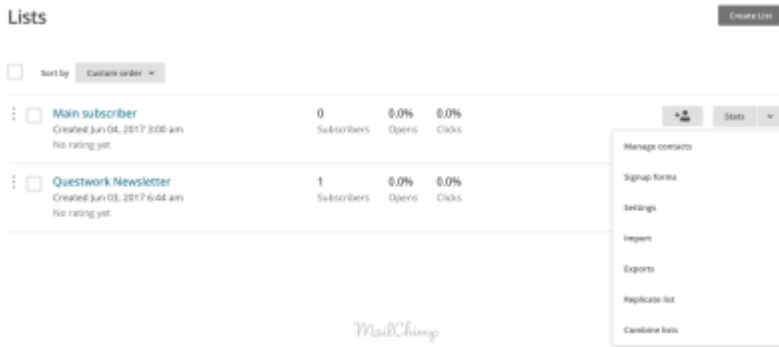 Lists
Create List
Sort by Custom order
Main subscriber 0 0.0% 0.0% Stats
Created Jun 04, 2017 3:00 am Subscribers Opens Clicks
No rating yet
Manage contacts
Signup forms
Questwork Newsletter 1 0.0% 0.0%
Created Jun 03, 2017 6:44 am Subscribers Opens Clicks
No rating yet
Settings
Import
Exports
Replicate list
Combine lists
MailChimp